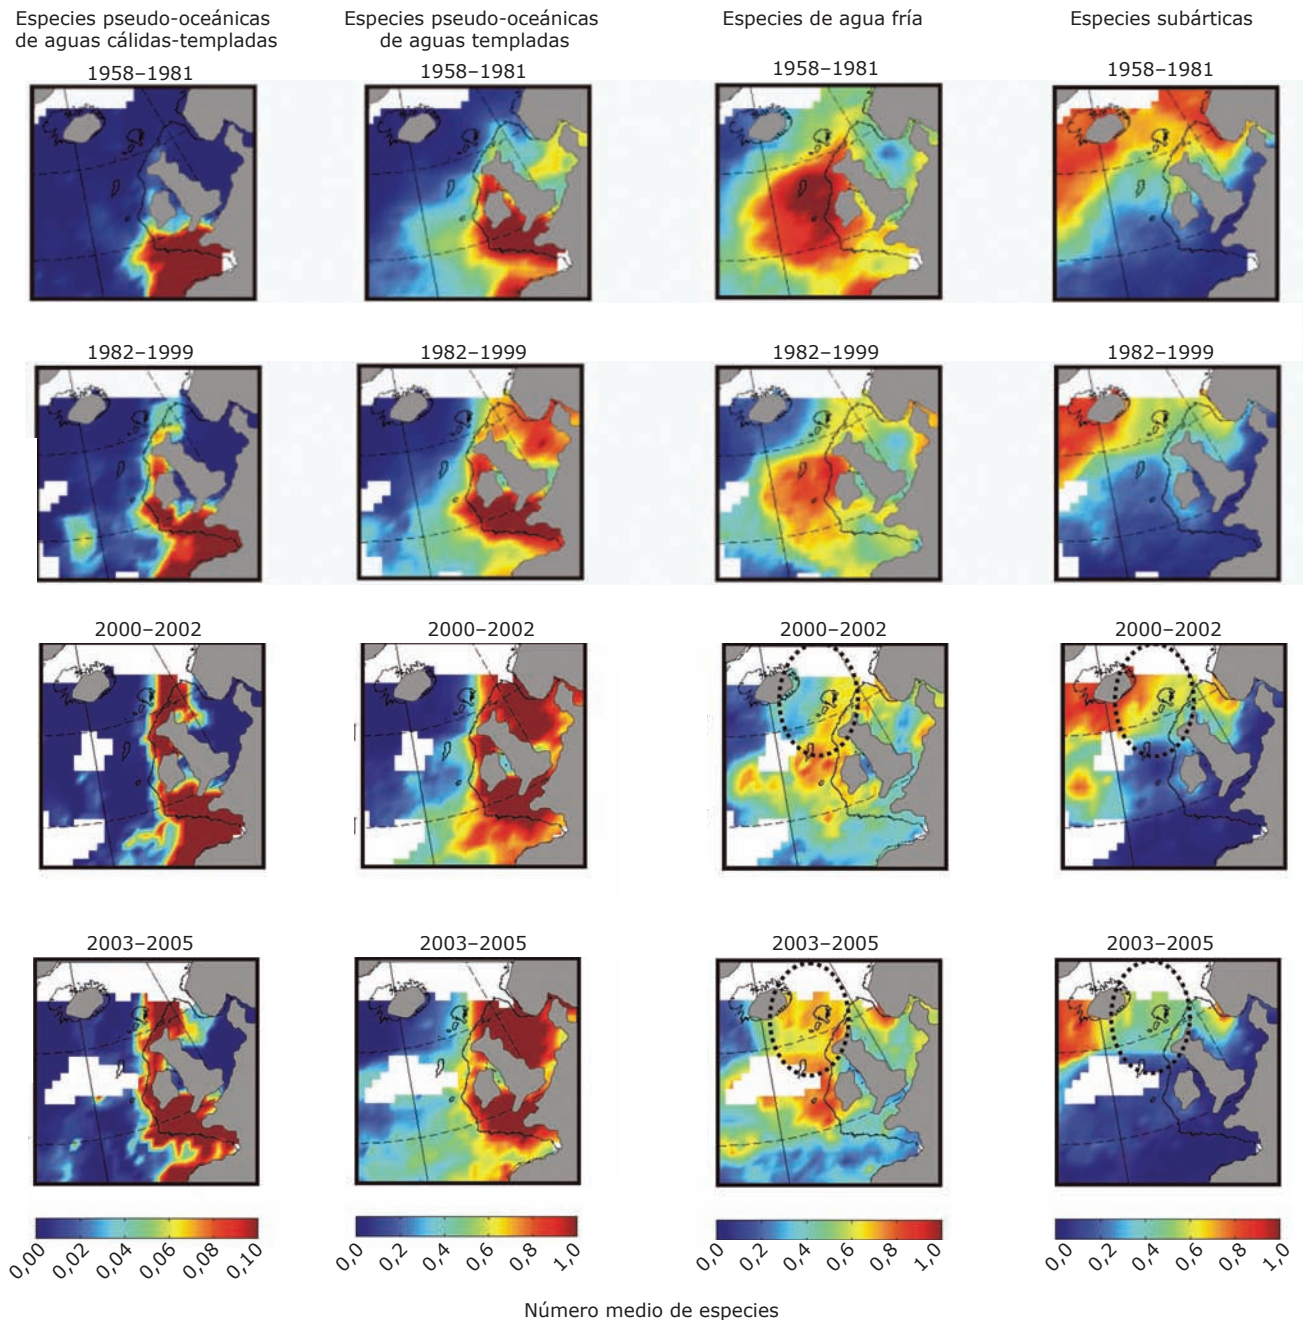 Especies pseudo-oceánicas
de aguas cálidas-templadas
Especies pseudo-oceánicas
de aguas templadas
Especies de agua fría
Especies subárticas
1958–1981
1958–1981
1958–1981
1958–1981
1982–1999
1982–1999
1982–1999
1982–1999
2000–2002
2000–2002
2000–2002
2000–2002
2003–2005
2003–2005
2003–2005
2003–2005
0,00 0,02 0,04 0,06 0,08 0,10
0,0 0,2 0,4 0,6 0,8 1,0
0,0 0,2 0,4 0,6 0,8 1,0
0,0 0,2 0,4 0,6 0,8 1,0
Número medio de especies